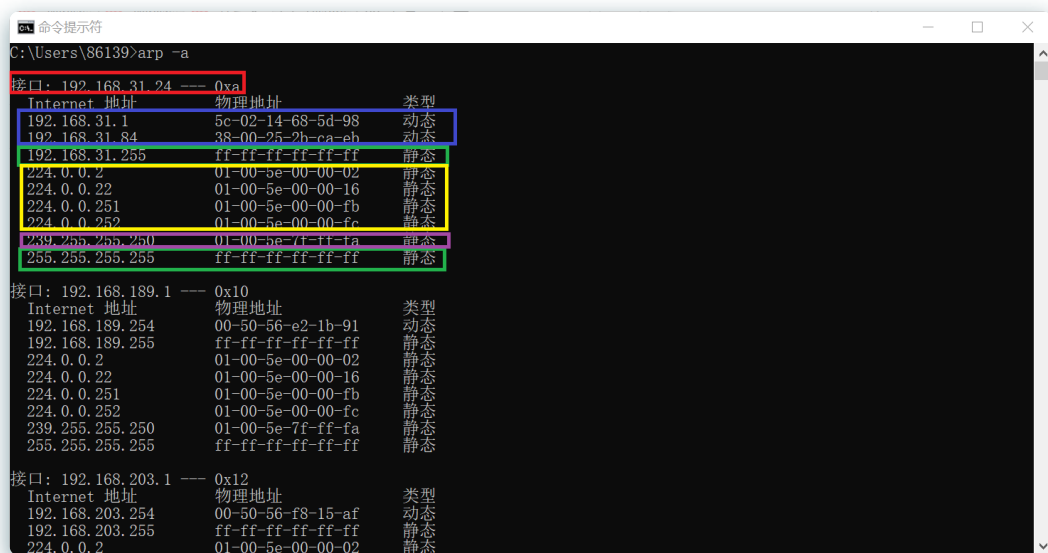 命令提示符
C:\Users\86139>arp -a
接口: 192.168.31.24 --- 0xa
Internet 地址 物理地址 类型
192.168.31.1 5c-02-14-68-5d-98 动态
192.168.31.84 38-00-25-2b-ca-eb 动态
192.168.31.255 ff-ff-ff-ff-ff-ff 静态
224.0.0.2 01-00-5e-00-00-02 静态
224.0.0.22 01-00-5e-00-00-16 静态
224.0.0.251 01-00-5e-00-00-fb 静态
224.0.0.252 01-00-5e-00-00-fc 静态
239.255.255.250 01-00-5e-7f-ff-fa 静态
255.255.255.255 ff-ff-ff-ff-ff-ff 静态
接口: 192.168.189.1 --- 0x10
Internet 地址 物理地址 类型
192.168.189.254 00-50-56-e2-1b-91 动态
192.168.189.255 ff-ff-ff-ff-ff-ff 静态
224.0.0.2 01-00-5e-00-00-02 静态
224.0.0.22 01-00-5e-00-00-16 静态
224.0.0.251 01-00-5e-00-00-fb 静态
224.0.0.252 01-00-5e-00-00-fc 静态
239.255.255.250 01-00-5e-7f-ff-fa 静态
255.255.255.255 ff-ff-ff-ff-ff-ff 静态
接口: 192.168.203.1 --- 0x12
Internet 地址 物理地址 类型
192.168.203.254 00-50-56-f8-15-af 动态
192.168.203.255 ff-ff-ff-ff-ff-ff 静态
224.0.0.2 01-00-5e-00-00-02 静态